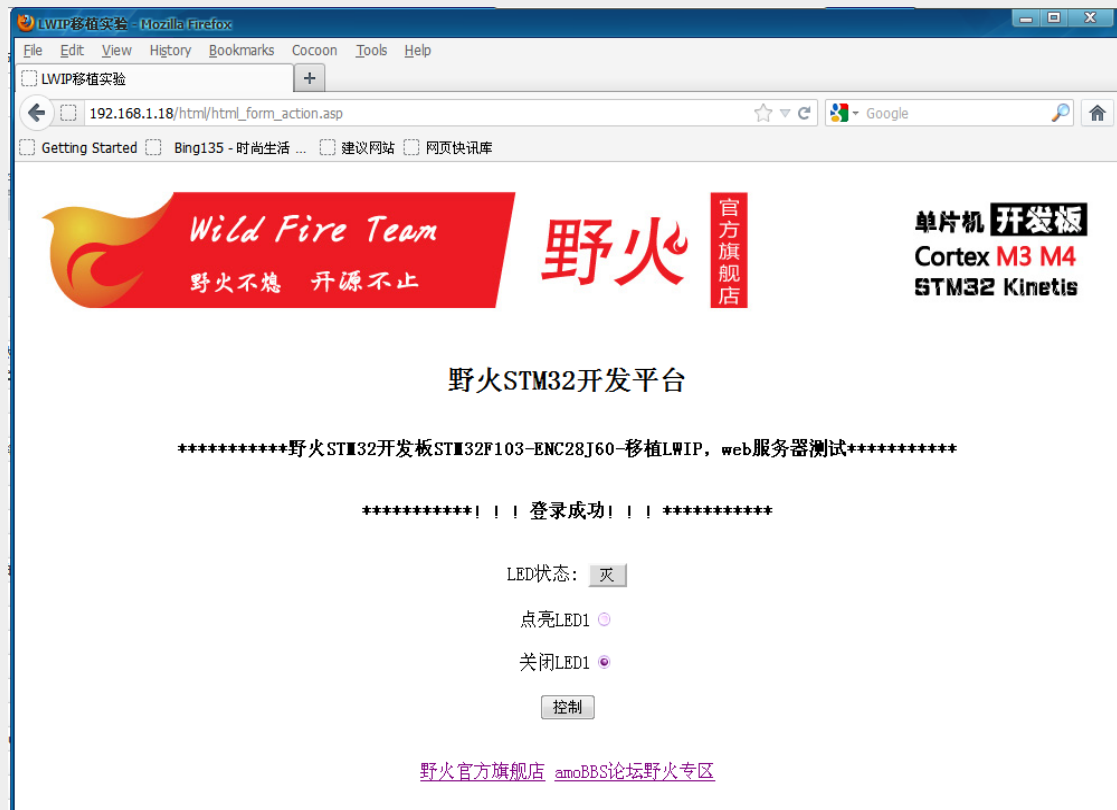 LWIP移植实验 - Mozilla Firefox
File Edit View History Bookmarks Cocoon Tools Help
LWIP移植实验
192.168.1.18/html/html_form_action.asp
Google
Getting Started Bing135 - 时尚生活 ... 建议网站 网页快讯库
Wild Fire Team
野火不熄 开源不止
野火
官方旗舰店
单片机 开发板
Cortex M3 M4
STM32 Kinetis
野火STM32开发平台
***********野火STM32开发板STM32F103-ENC28J60-移植LWIP，web服务器测试***********
***********！！！登录成功！！！***********
LED状态： 灭
点亮LED1
关闭LED1
控制
野火官方旗舰店 amoBBS论坛野火专区